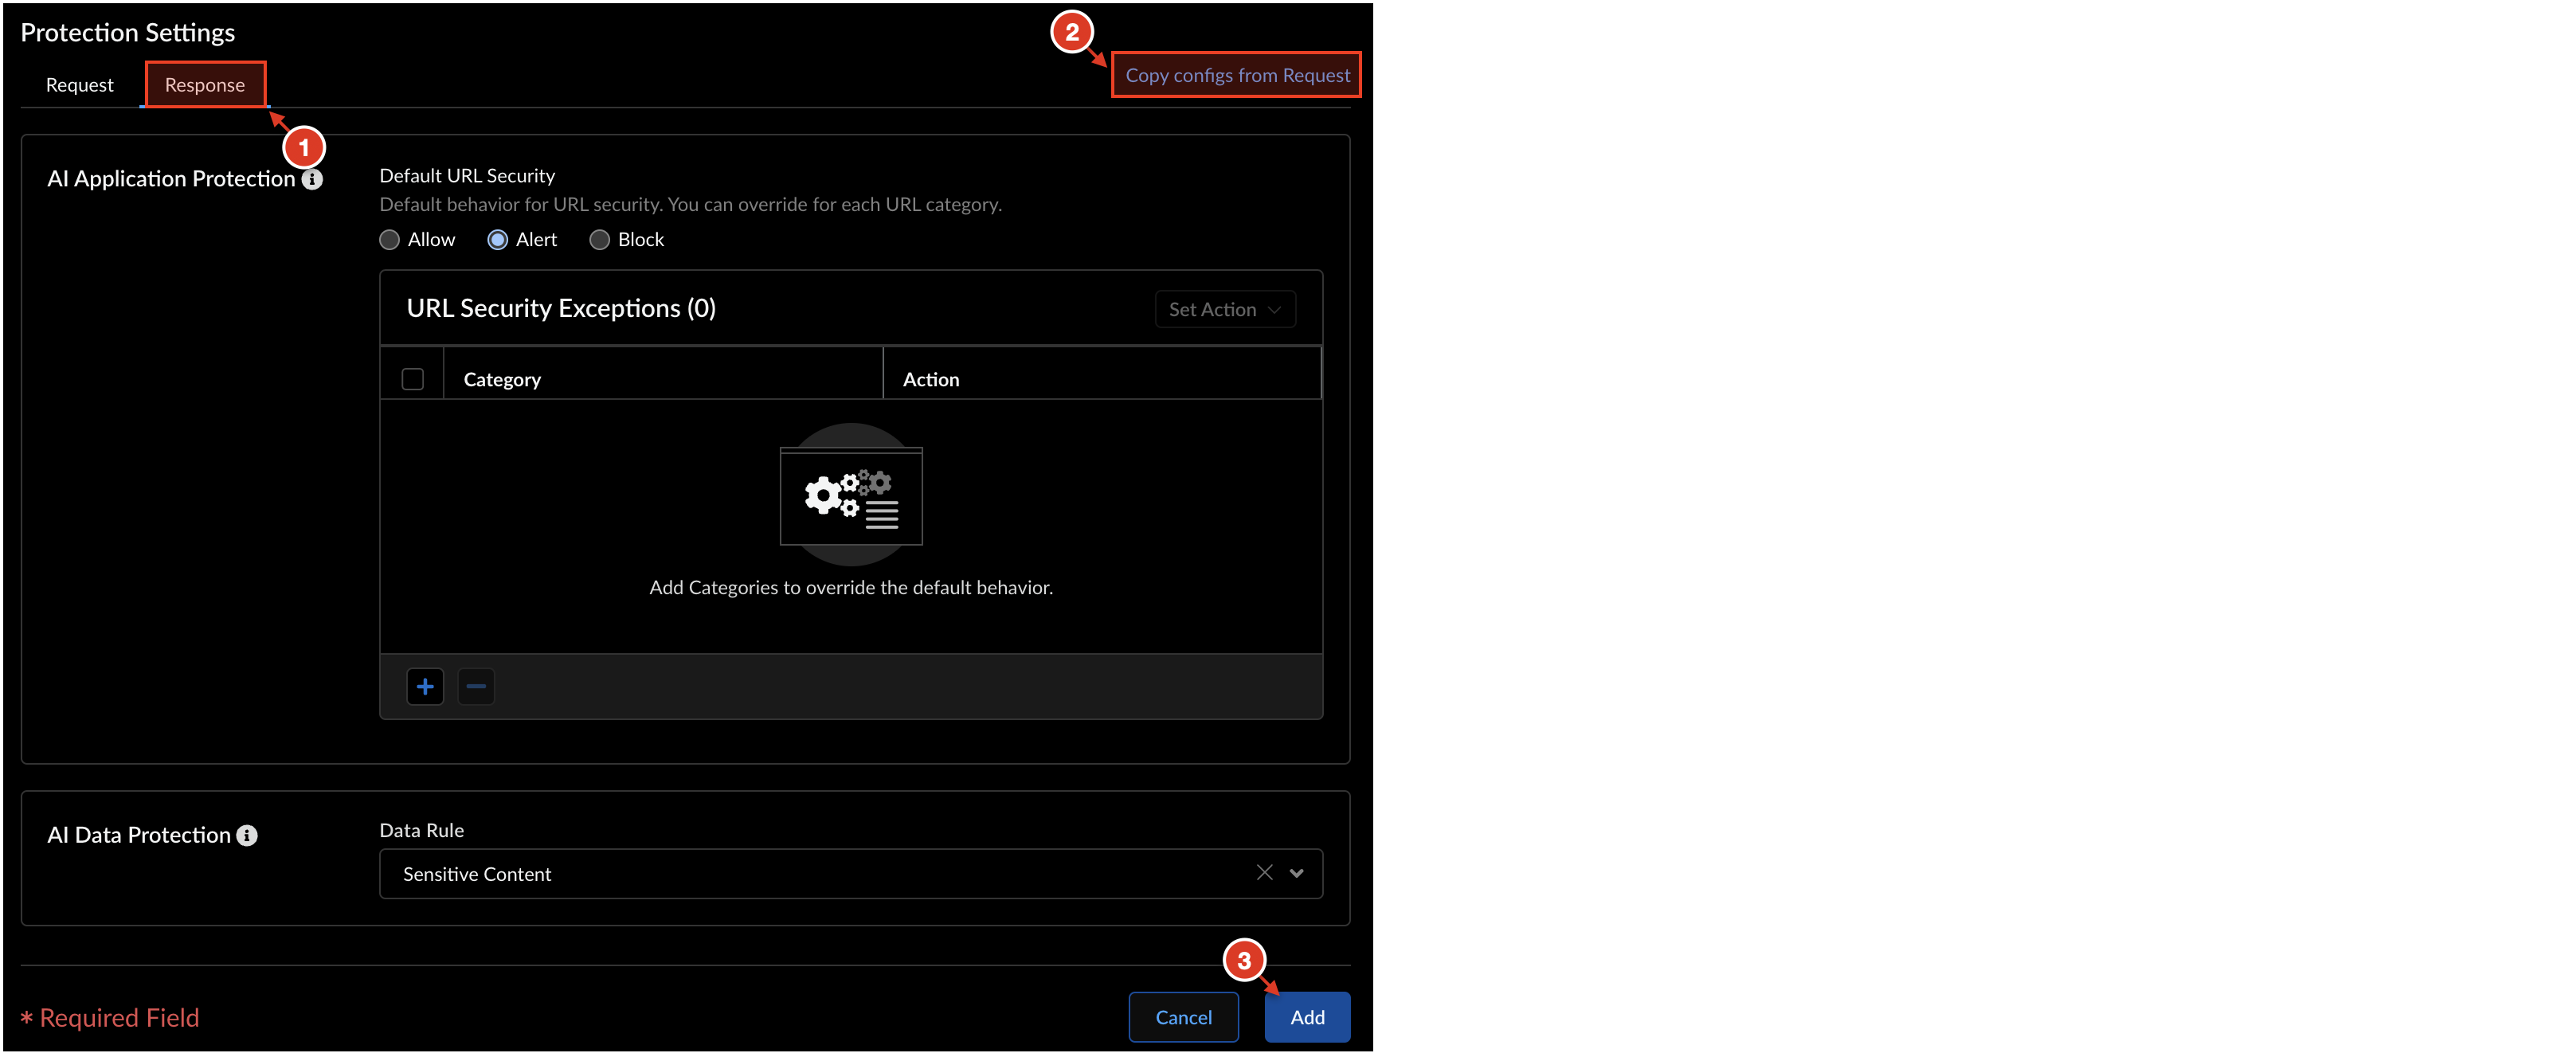 Protection Settings
2
Request
Response
Copy configs from Request
1
AI Application Protection
Default URL Security
Default behavior for URL security. You can override for each URL category.
Allow
Alert
Block
URL Security Exceptions (0)
Set Action
Category
Action
Add Categories to override the default behavior.
AI Data Protection
Data Rule
Sensitive Content
3
* Required Field
Cancel
Add